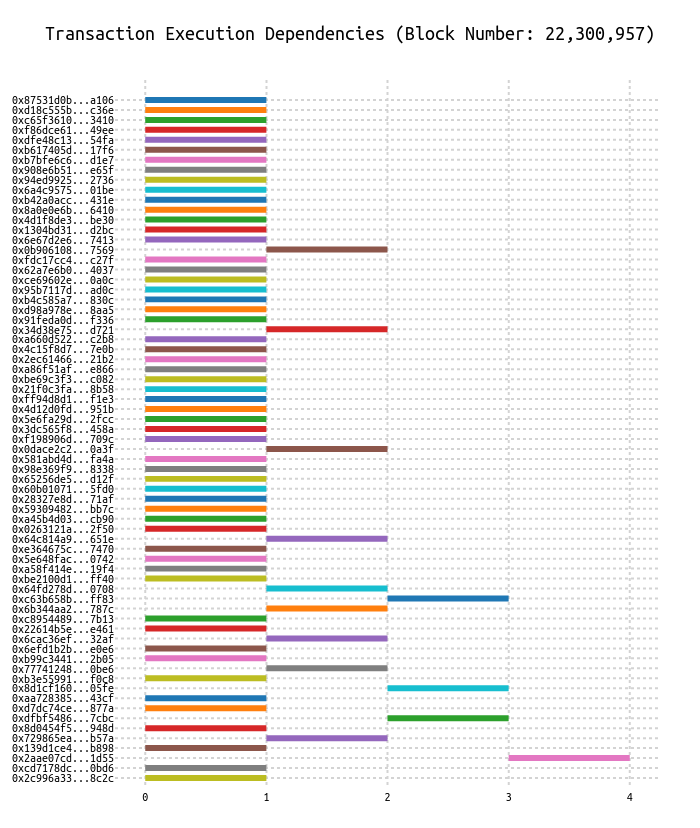 Transaction Execution Dependencies (Block Number: 22,300,957)
0x87531d0b...a106
0xd18c555b...c36e
0xc65f3610...3410
0xf86dce61...49ee
0xdfe48c13...54fa
0xb617405d...17f6
0xb7bfe6c6...d1e7
0x908e6b51...e65f
0x94ed9925...2736
0x6a4c9575...01be
0xb42a0acc...431e
0x8a0e0e6b...6410
0x4d1f8de3...be30
0x1304bd31...d2bc
0x6e67d2e6...7413
0x0b906108...7569
0xfdc17cc4...c27f
0x62a7e6b0...4037
0xce69602e...0a0c
0x95b7117d...ad0c
0xb4c585a7...830c
0xd98a978e...8aa5
0x91feda0d...f336
0x34d38e75...d721
0xa660d522...c2b8
0x4c15f8d7...7e0b
0x2ec61466...21b2
0xa86f51af...e866
0xbe69c3f3...c082
0x21f0c3fa...8b58
0xff94d8d1...f1e3
0x4d12d0fd...951b
0x5e6fa29d...2fcc
0x3dc565f8...458a
0xf198906d...709c
0x0dace2c2...0a3f
0x581abd4d...fa4a
0x98e369f9...8338
0x65256de5...d12f
0x60b01071...5fd0
0x28327e8d...71af
0x59309482...bb7c
0xa45b4d03...cb90
0x0263121a...2f50
0x64c814a9...651e
0xe364675c...7470
0x5e648fac...0742
0xa58f414e...19f4
0xbe2100d1...ff40
0x64fd278d...0708
0xc63b658b...ff83
0x6b344aa2...787c
0xc8954489...7b13
0x22614b5e...e461
0x6cac36ef...32af
0x6efd1b2b...e0e6
0xb99c3441...2b05
0x77741248...0be6
0xb3e55991...f0c8
0x8d1cf160...05fe
0xaa728385...43cf
0xd7dc74ce...877a
0xdfbf5486...7cbc
0x8d0454f5...948d
0x729865ea...b57a
0x139d1ce4...b898
0x2aae07cd...1d55
0xcd7178dc...0bd6
0x2c996a33...8c2c
0 1 2 3 4